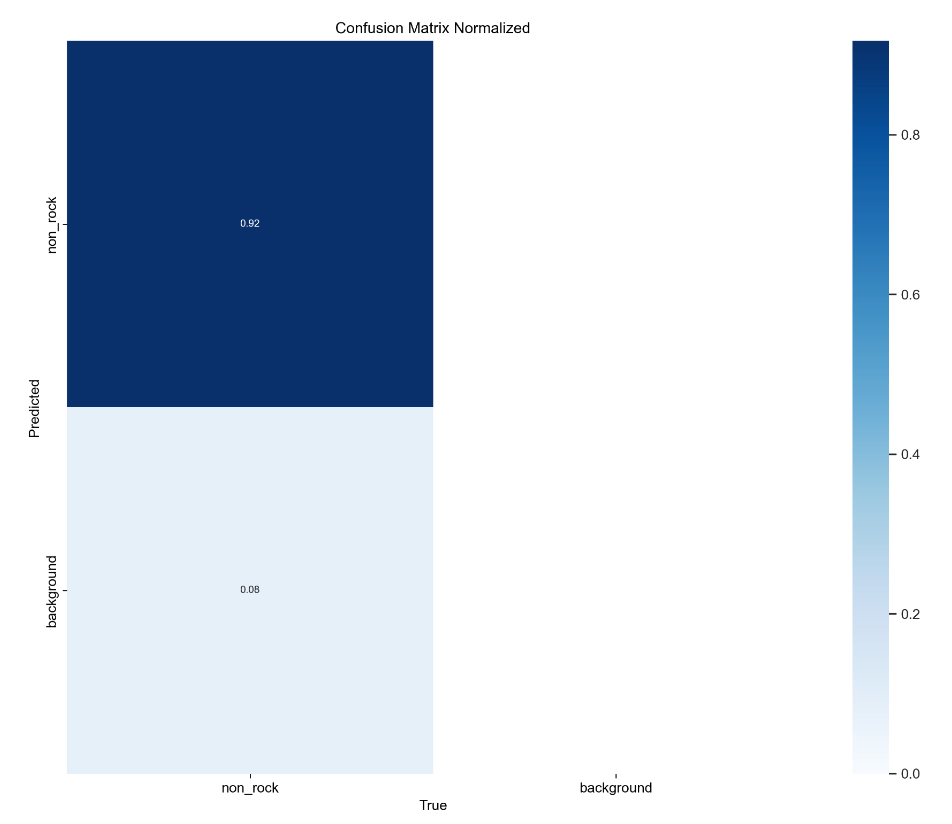 Confusion Matrix Normalized
non_rock
0.92
Predicted
background
0.08
non_rock
background
True
0.8
0.6
0.4
0.2
0.0